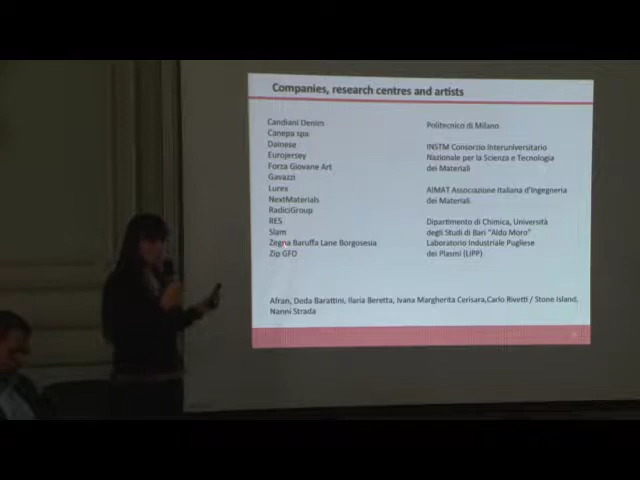 Companies, research centres and artists
Candiani Denim
Canepa spa
Dainese
Eurojersey
Forza Giovane Art
Gavazzi
Lurex
NextMaterials
RadiciGroup
RES
Slam
Zegna Baruffa Lane Borgosesia
Zip GFD
Politecnico di Milano
INSTM Consorzio Interuniversitario
Nazionale per la Scienza e Tecnologia
dei Materiali
AIMAT Associazione Italiana d'Ingegneria
dei Materiali
Dipartimento di Chimica, Università
degli Studi di Bari "Aldo Moro"
Laboratorio Industriale Pugliese
dei Plasmi (LIPP)
Afran, Deda Barattini, Ilaria Beretta, Ivana Margherita Cerisara,Carlo Rivetti / Stone Island,
Nanni Strada